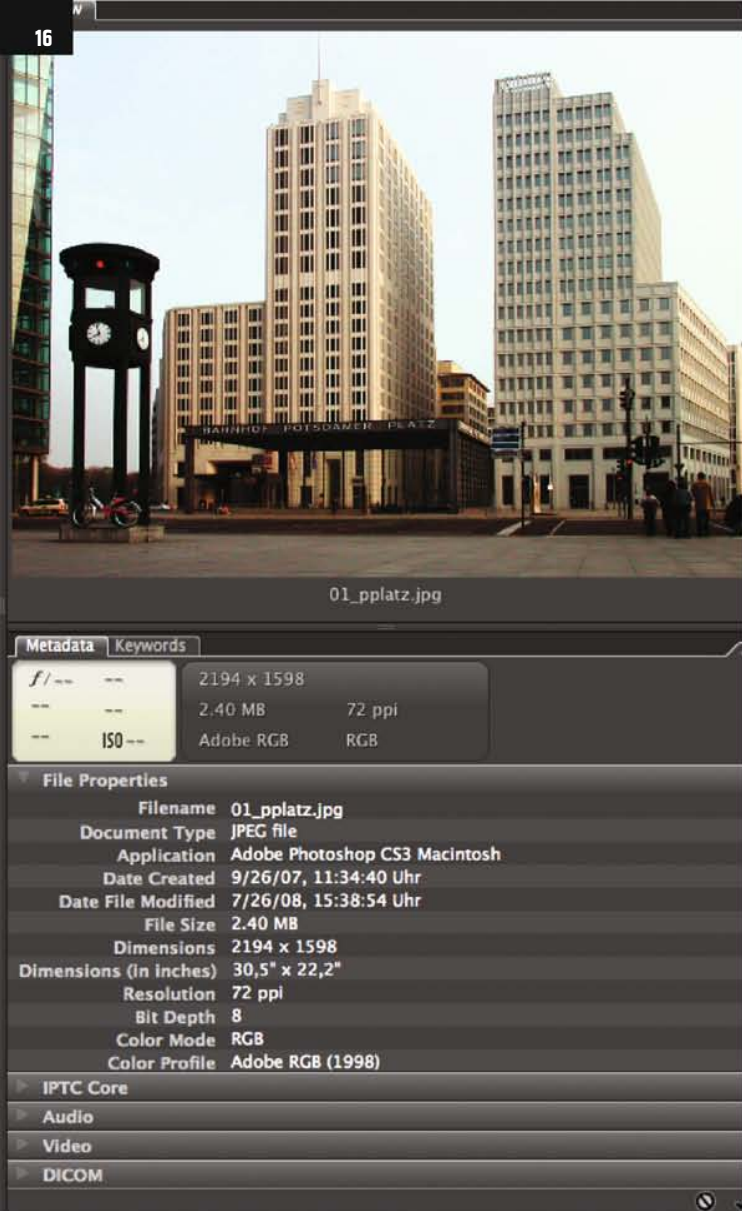 16
w
BAHNHOF POTSDAMER PLATZ
01_pplatz.jpg
Metadata Keywords
f/-- --
-- --
-- ISO --
2194 x 1598
2.40 MB 72 ppi
Adobe RGB RGB
File Properties
Filename 01_pplatz.jpg
Document Type JPEG file
Application Adobe Photoshop CS3 Macintosh
Date Created 9/26/07, 11:34:40 Uhr
Date File Modified 7/26/08, 15:38:54 Uhr
File Size 2.40 MB
Dimensions 2194 x 1598
Dimensions (in inches) 30,5" x 22,2"
Resolution 72 ppi
Bit Depth 8
Color Mode RGB
Color Profile Adobe RGB (1998)
IPTC Core
Audio
Video
DICOM